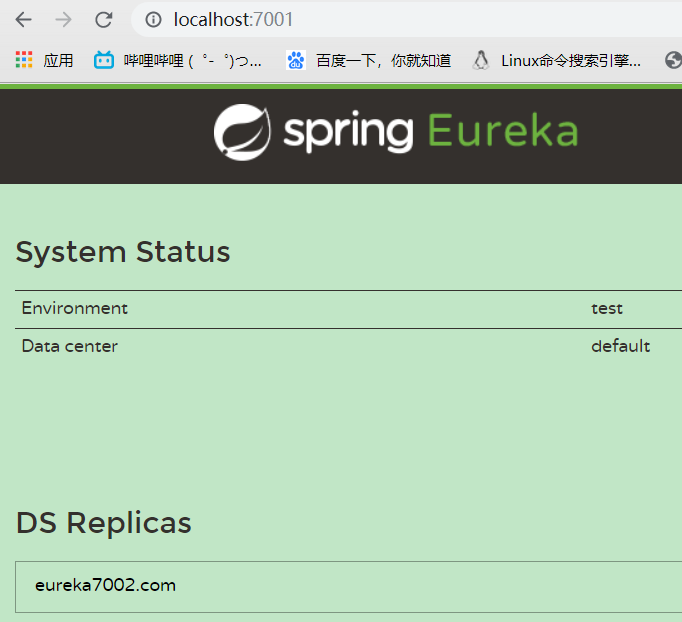 localhost:7001
应用 哔哩哔哩 ( ゜- ゜)つ... 百度一下，你就知道 Linux命令搜索引擎...
spring Eureka
System Status
Environment test
Data center default
DS Replicas
eureka7002.com